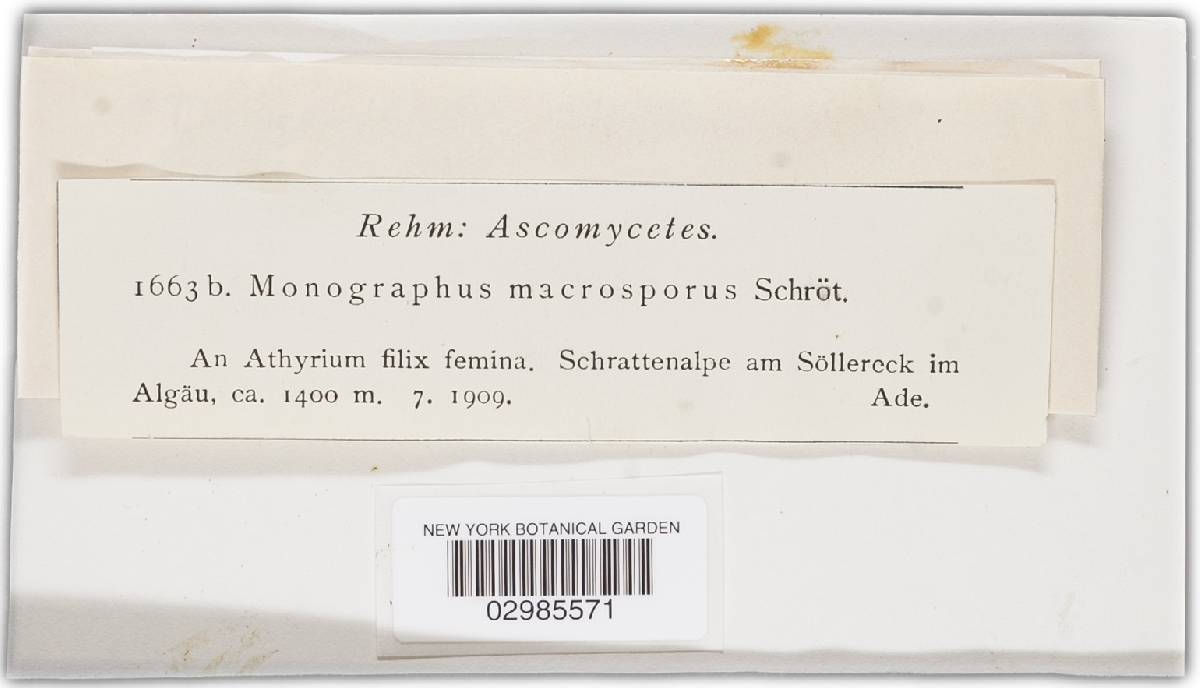 Rehm: Ascomycetes.
1663b. Monographus macrosporus Schröt.
An Athyrium filix femina. Schrattenalpe am Söllereck im
Algäu, ca. 1400 m. 7. 1909. Ade.
NEW YORK BOTANICAL GARDEN
02985571